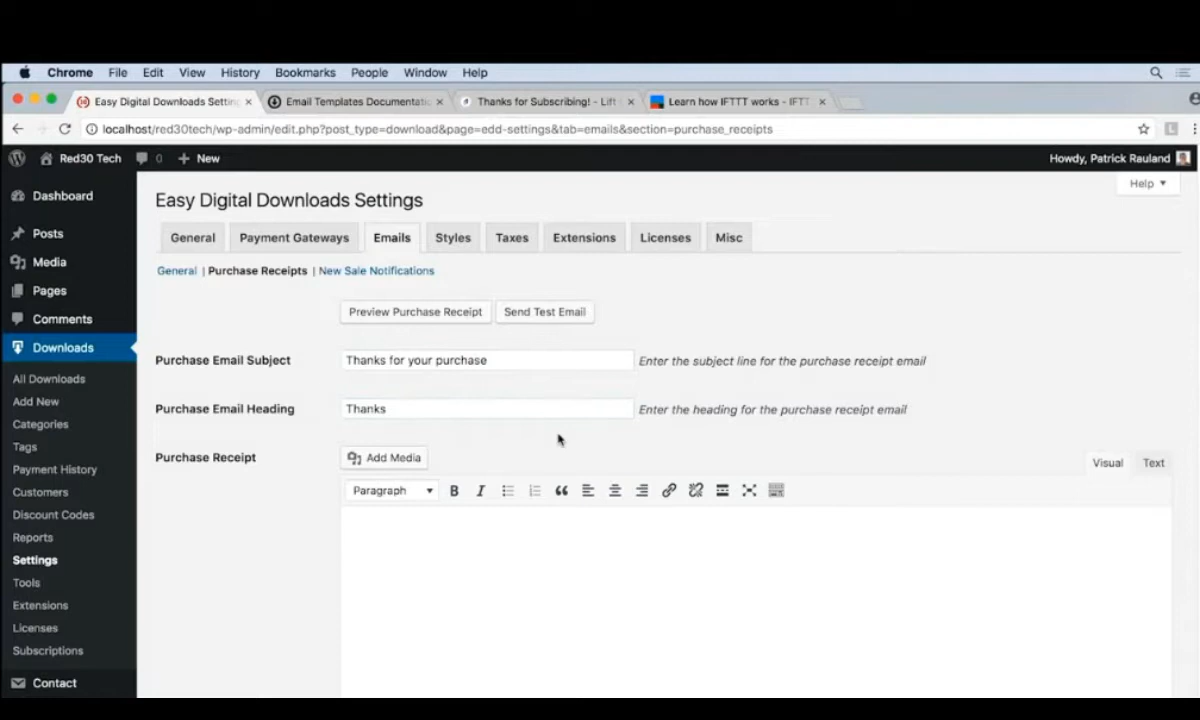 Chrome File Edit View History Bookmarks People Window Help
Easy Digital Downloads Settin Email Templates Documentati Thanks for Subscribing! - Lift Learn how IFTTT works - IFTT
localhost/red30tech/wp-admin/edit.php?post_type=download&page=edd-settings&tab=emails&section=purchase_receipts
Red30 Tech 0 + New Howdy, Patrick Rauland
Help
Dashboard
Posts
Media
Pages
Comments
Downloads
All Downloads
Add New
Categories
Tags
Payment History
Customers
Discount Codes
Reports
Settings
Tools
Extensions
Licenses
Subscriptions
Contact
Easy Digital Downloads Settings
General Payment Gateways Emails Styles Taxes Extensions Licenses Misc
General | Purchase Receipts | New Sale Notifications
Preview Purchase Receipt Send Test Email
Purchase Email Subject Thanks for your purchase Enter the subject line for the purchase receipt email
Purchase Email Heading Thanks Enter the heading for the purchase receipt email
Purchase Receipt Add Media Visual Text
Paragraph B I